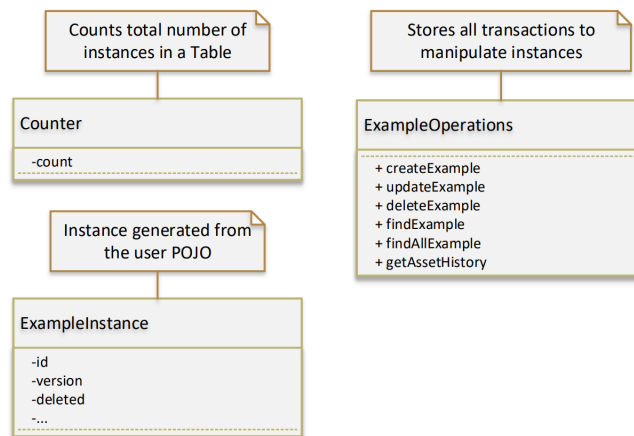 Counts total number of
instances in a Table
Counter
-count
Instance generated from
the user POJO
ExampleInstance
-id
-version
-deleted
-...
Stores all transactions to
manipulate instances
ExampleOperations
+ createExample
+ updateExample
+ deleteExample
+ findExample
+ findAllExample
+ getAssetHistory